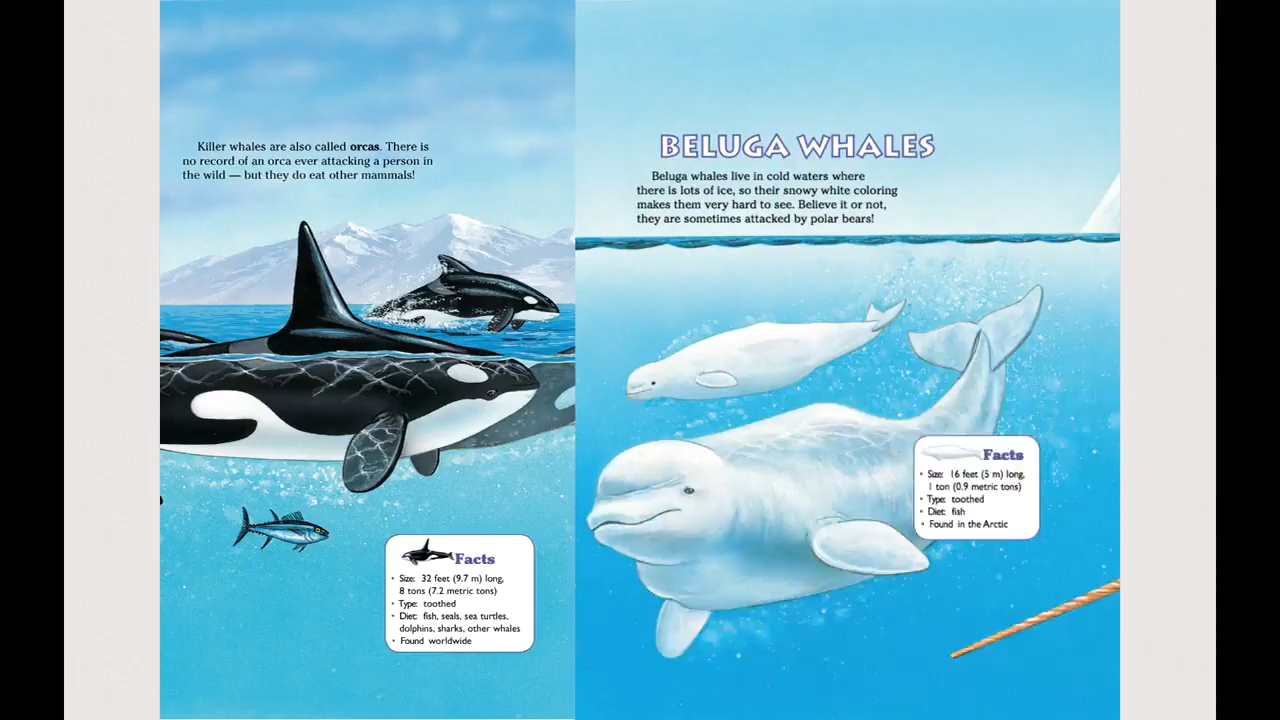 Killer whales are also called orcas. There is
no record of an orca ever attacking a person in
the wild — but they do eat other mammals!
Facts
• Size: 32 feet (9.7 m) long,
8 tons (7.2 metric tons)
• Type: toothed
• Diet: fish, seals, sea turtles,
dolphins, sharks, other whales
• Found worldwide
BELUGA WHALES
Beluga whales live in cold waters where
there is lots of ice, so their snowy white coloring
makes them very hard to see. Believe it or not,
they are sometimes attacked by polar bears!
Facts
• Size: 16 feet (5 m) long,
1 ton (0.9 metric tons)
• Type: toothed
• Diet: fish
• Found in the Arctic